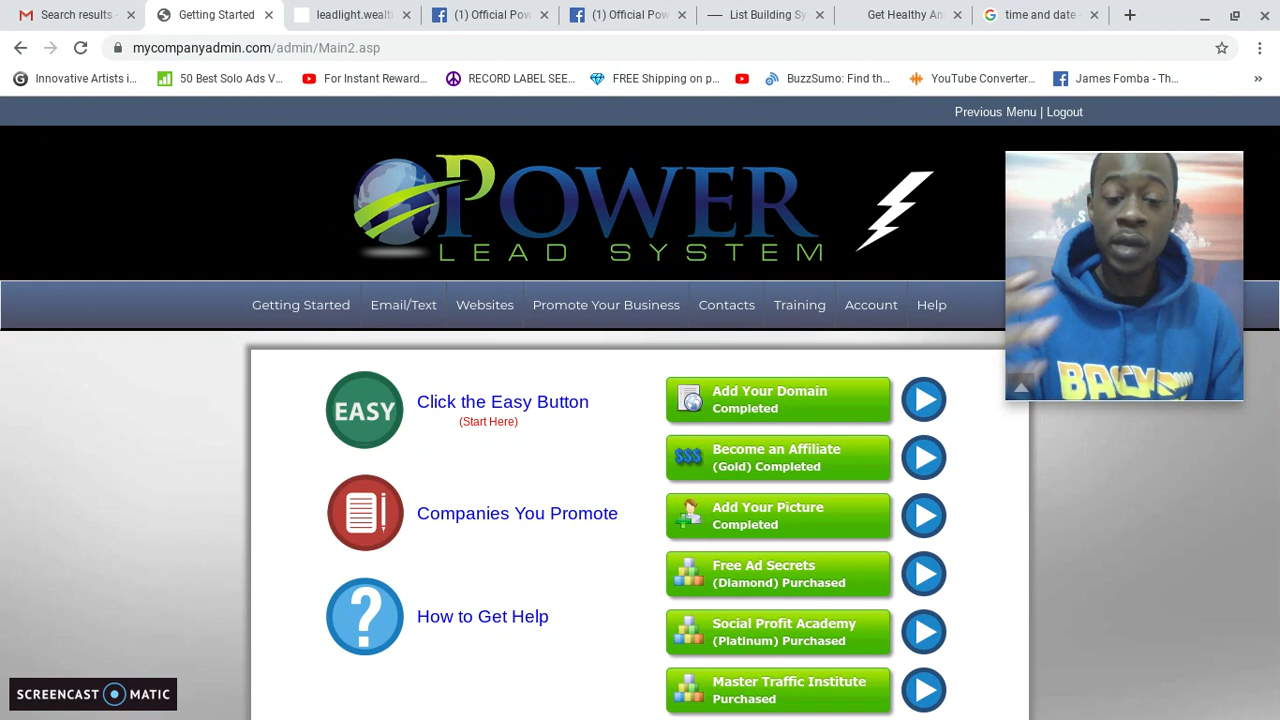 Search results -
Getting Started
leadlight.wealt
(1) Official Pow
(1) Official Pow
List Building Sy
Get Healthy An
time and date -
mycompanyadmin.com/admin/Main2.asp
Innovative Artists i...
50 Best Solo Ads V...
For Instant Reward...
RECORD LABEL SEE...
FREE Shipping on p...
BuzzSumo: Find th...
YouTube Converter...
James Fomba - Th...
Previous Menu | Logout
POWER
LEAD SYSTEM
Getting Started Email/Text Websites Promote Your Business Contacts Training Account Help
EASY
Click the Easy Button
(Start Here)
Companies You Promote
?
How to Get Help
Add Your Domain
Completed
$$$
Become an Affiliate
(Gold) Completed
Add Your Picture
Completed
Free Ad Secrets
(Diamond) Purchased
Social Profit Academy
(Platinum) Purchased
Master Traffic Institute
Purchased
SCREENCAST MATIC